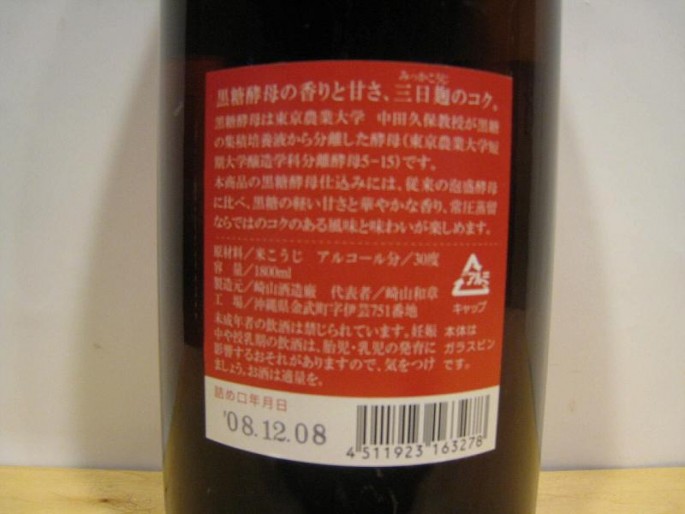 みっかこうじ
黒糖酵母の香りと甘さ、三日麹のコク。
黒糖酵母は東京農業大学 中田久保教授が黒糖
の集積培養液から分離した酵母(東京農業大学短
期大学醸造学科分離酵母5-15)です。
本商品の黒糖酵母仕込みには、従来の泡盛酵母
に比べ、黒糖の軽い甘さと華やかな香り、常圧蒸留
ならではのコクのある風味と味わいが楽しめます。
原材料/米こうじ アルコール分/30度
容量/1800ml
製造元/崎山酒造廠 代表者/崎山和章
工場/沖縄県金武町字伊芸751番地
アルミ
キャップ
本体は
ガラスビン
です。
未成年者の飲酒は禁じられています。妊娠
中や授乳期の飲酒は、胎児・乳児の発育に
影響するおそれがありますので、気をつけ
ましょう。お酒は適量を。
詰め口年月日
'08.12.08
4 511923 163278